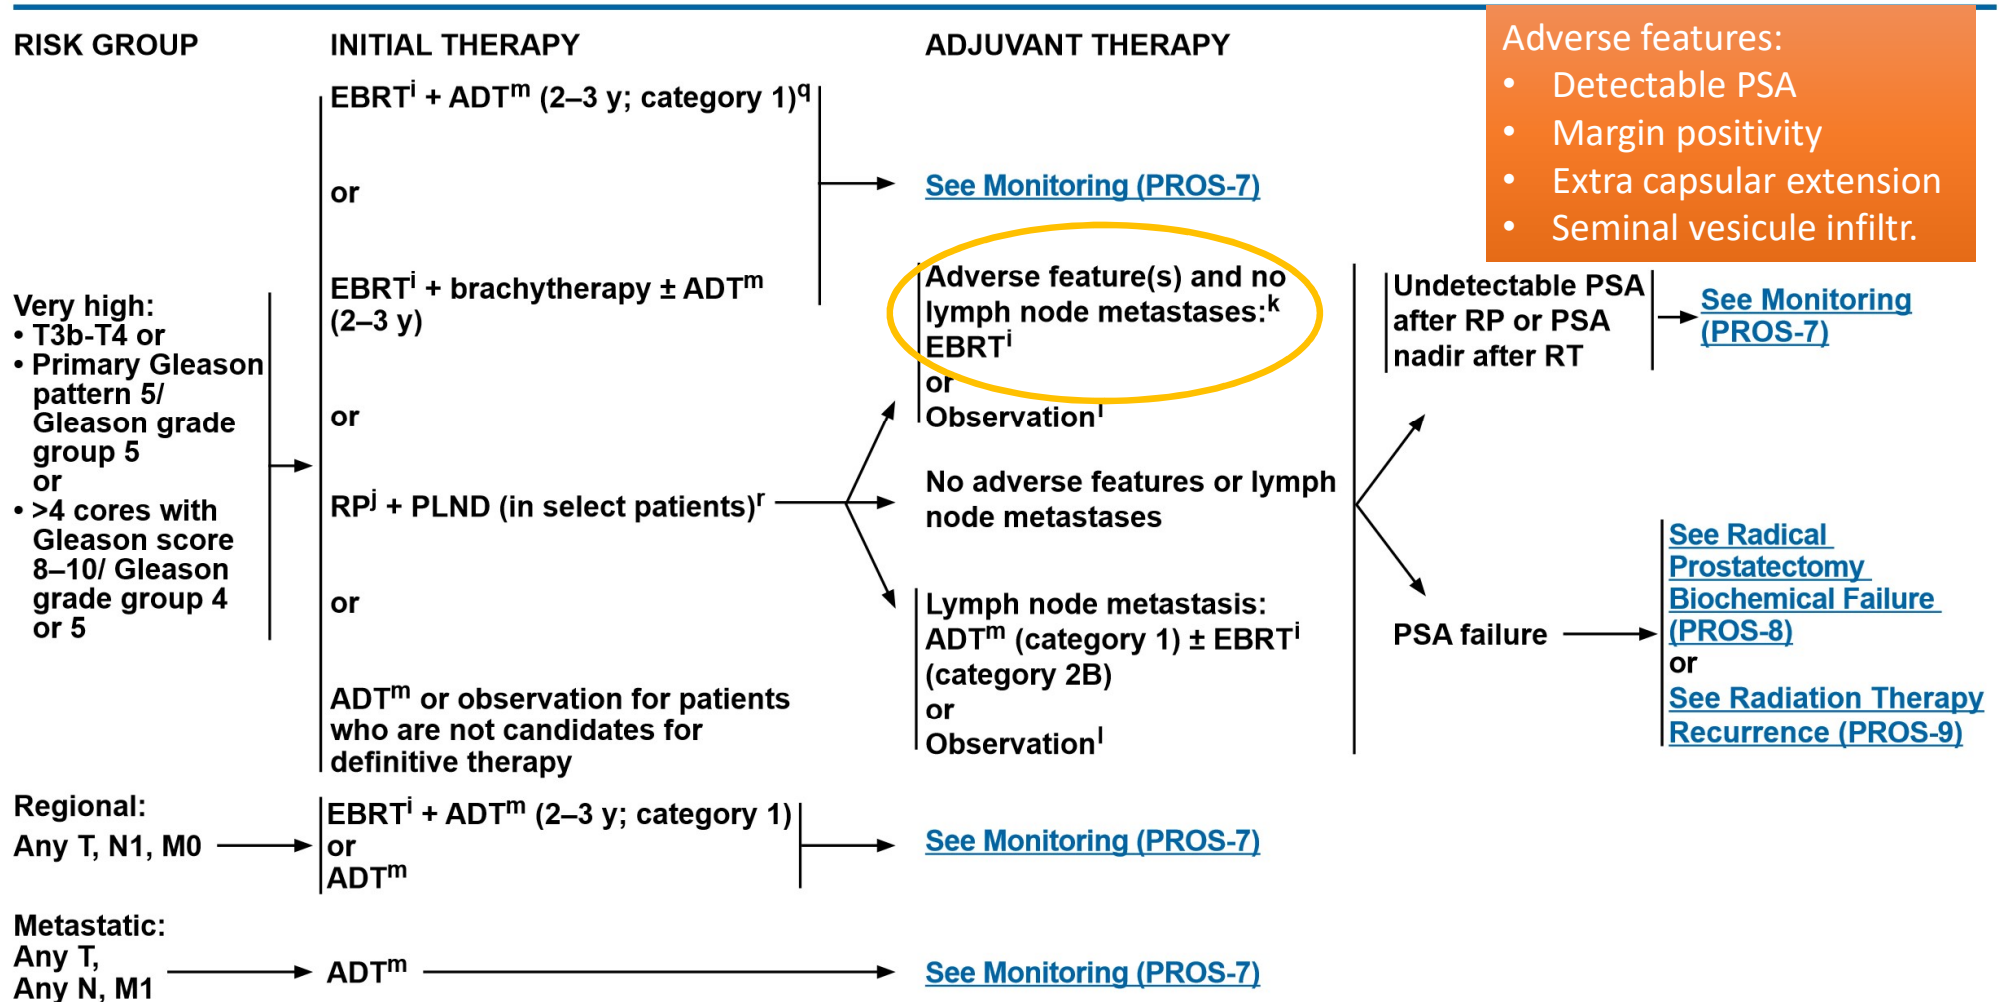 RISK GROUP
INITIAL THERAPY
ADJUVANT THERAPY
Adverse features:
• Detectable PSA
• Margin positivity
• Extra capsular extension
• Seminal vesicule infiltr.
Very high:
• T3b-T4 or
• Primary Gleason
pattern 5/
Gleason grade
group 5
or
• >4 cores with
Gleason score
8–10/ Gleason
grade group 4
or 5
EBRTⁱ + ADTᵐ (2–3 y; category 1)^q
or
EBRTⁱ + brachytherapy ± ADTᵐ
(2–3 y)
or
RPʲ + PLND (in select patients)ʳ
or
ADTᵐ or observation for patients
who are not candidates for
definitive therapy
See Monitoring (PROS-7)
Adverse feature(s) and no
lymph node metastases:ᵏ
EBRTⁱ
or
Observationˡ
No adverse features or lymph
node metastases
Lymph node metastasis:
ADTᵐ (category 1) ± EBRTⁱ
(category 2B)
or
Observationˡ
Undetectable PSA
after RP or PSA
nadir after RT
See Monitoring
(PROS-7)
PSA failure
See Radical
Prostatectomy
Biochemical Failure
(PROS-8)
or
See Radiation Therapy
Recurrence (PROS-9)
Regional:
Any T, N1, M0
EBRTⁱ + ADTᵐ (2–3 y; category 1)
or
ADTᵐ
See Monitoring (PROS-7)
Metastatic:
Any T,
Any N, M1
ADTᵐ
See Monitoring (PROS-7)